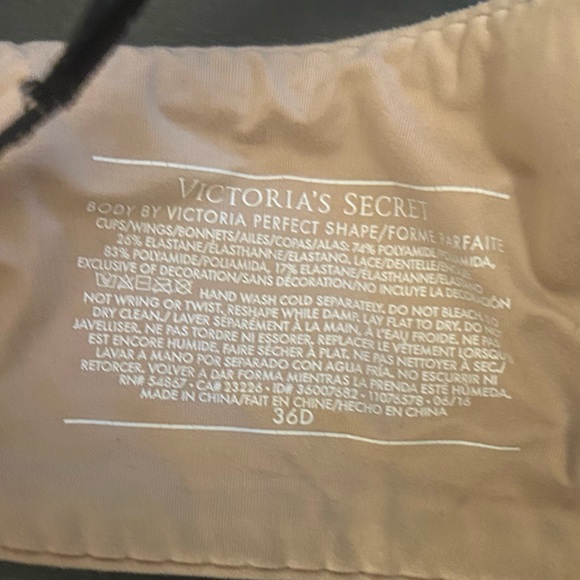 VICTORIA'S SECRET
BODY BY VICTORIA PERFECT SHAPE/FORME PARFAITE
CUPS/WINGS/BONNETS/AILES/COPAS/ALAS: 74% POLYAMIDE/POLIAMIDA,
26% ELASTANE/ÉLASTHANNE/ELASTANO. LACE/DENTELLE/ENCAJE:
83% POLYAMIDE/POLIAMIDA, 17% ELASTANE/ÉLASTHANNE/ELASTANO
EXCLUSIVE OF DECORATION/SANS DÉCORATION/NO INCLUYE LA DECORACIÓN
HAND WASH COLD SEPARATELY. DO NOT BLEACH.
NOT WRING OR TWIST. RESHAPE WHILE DAMP. LAY FLAT TO DRY. DO NOT
DRY CLEAN./ LAVER SÉPARÉMENT À LA MAIN, À L'EAU FROIDE. NE PAS
JAVELLISER. NE PAS TORDRE NI ESSORER. REPLACER LE VÊTEMENT LORSQU'IL
EST ENCORE HUMIDE. FAIRE SÉCHER À PLAT. NE PAS NETTOYER À SEC./
LAVAR A MANO POR SEPARADO CON AGUA FRÍA. NO ESCURRIR NI
RETORCER. VOLVER A DAR FORMA MIENTRAS LA PRENDA ESTÉ HUMEDA.
RN# 54867 - CA# 23226 - ID# 36007582 - 11076578 - 06/16
MADE IN CHINA/FAIT EN CHINE/HECHO EN CHINA
36D